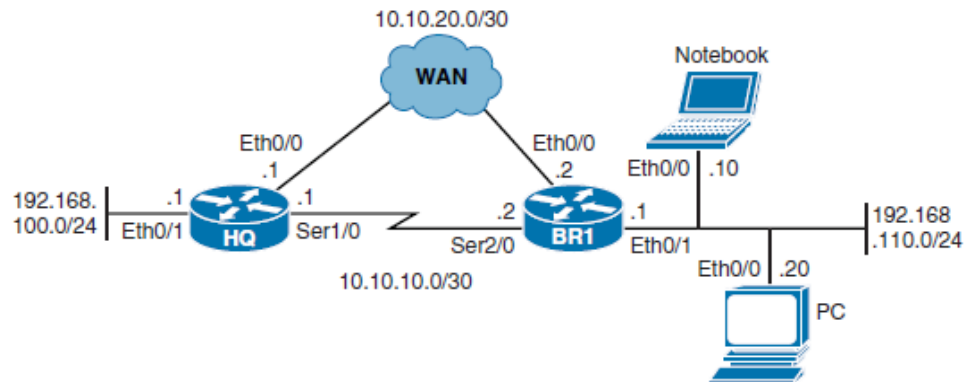 10.10.20.0/30
WAN
Notebook
Eth0/0
.1
Eth0/0
.2
Eth0/0
.10
192.168.
100.0/24
.1
Eth0/1
HQ
.1
Ser1/0
.2
Ser2/0
BR1
.1
Eth0/1
192.168
.110.0/24
10.10.10.0/30
Eth0/0
.20
PC